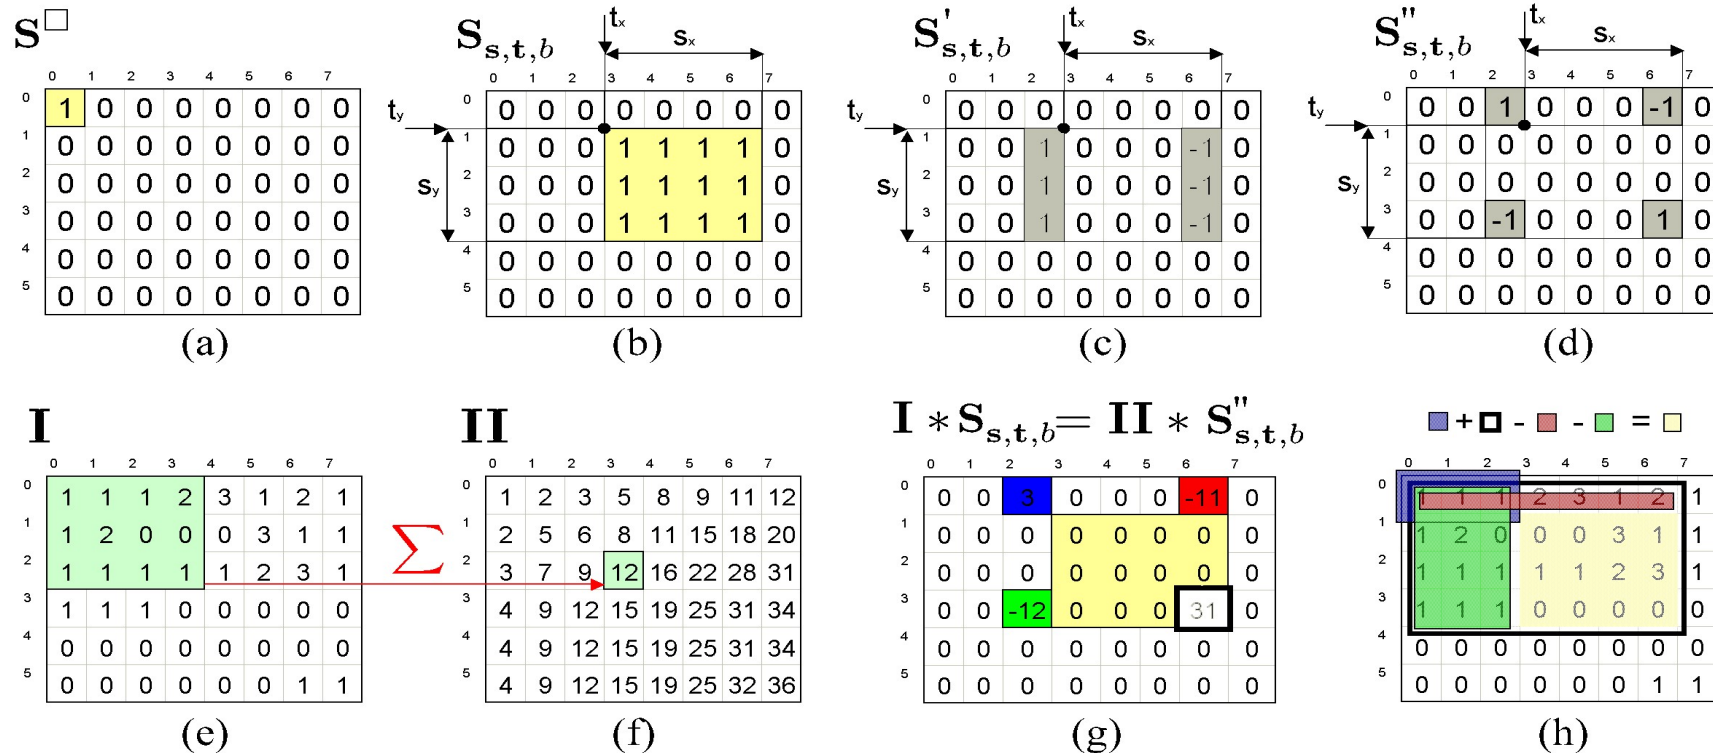 S□
0 1 2 3 4 5 6 7
0 1 0 0 0 0 0 0 0
1 0 0 0 0 0 0 0 0
2 0 0 0 0 0 0 0 0
3 0 0 0 0 0 0 0 0
4 0 0 0 0 0 0 0 0
5 0 0 0 0 0 0 0 0
(a)
S s,t,b
tx
sx
0 1 2 3 4 5 6 7
ty
sy
0 0 0 0 0 0 0 0 0
1 0 0 0 1 1 1 1 0
2 0 0 0 1 1 1 1 0
3 0 0 0 1 1 1 1 0
4 0 0 0 0 0 0 0 0
5 0 0 0 0 0 0 0 0
(b)
S' s,t,b
tx
sx
0 1 2 3 4 5 6 7
ty
sy
0 0 0 0 0 0 0 0 0
1 0 0 1 0 0 0 -1 0
2 0 0 1 0 0 0 -1 0
3 0 0 1 0 0 0 -1 0
4 0 0 0 0 0 0 0 0
5 0 0 0 0 0 0 0 0
(c)
S'' s,t,b
tx
sx
0 1 2 3 4 5 6 7
ty
sy
0 0 0 1 0 0 0 -1 0
1 0 0 0 0 0 0 0 0
2 0 0 0 0 0 0 0 0
3 0 0 -1 0 0 0 1 0
4 0 0 0 0 0 0 0 0
5 0 0 0 0 0 0 0 0
(d)
I
0 1 2 3 4 5 6 7
0 1 1 1 2 3 1 2 1
1 1 2 0 0 0 3 1 1
2 1 1 1 1 1 2 3 1
3 1 1 1 0 0 0 0 0
4 0 0 0 0 0 0 0 0
5 0 0 0 0 0 0 1 1
(e)
∑
II
0 1 2 3 4 5 6 7
0 1 2 3 5 8 9 11 12
1 2 5 6 8 11 15 18 20
2 3 7 9 12 16 22 28 31
3 4 9 12 15 19 25 31 34
4 4 9 12 15 19 25 31 34
5 4 9 12 15 19 25 32 36
(f)
I * S s,t,b = II * S'' s,t,b
0 1 2 3 4 5 6 7
0 0 0 3 0 0 0 -11 0
1 0 0 0 0 0 0 0 0
2 0 0 0 0 0 0 0 0
3 0 0 -12 0 0 0 31 0
4 0 0 0 0 0 0 0 0
5 0 0 0 0 0 0 0 0
(g)
+ - - =
0 1 2 3 4 5 6 7
0 1 1 1 2 3 1 2 1
1 1 2 0 0 0 3 1 1
2 1 1 1 1 1 2 3 1
3 1 1 1 0 0 0 0 0
4 0 0 0 0 0 0 0 0
5 0 0 0 0 0 0 1 1
(h)